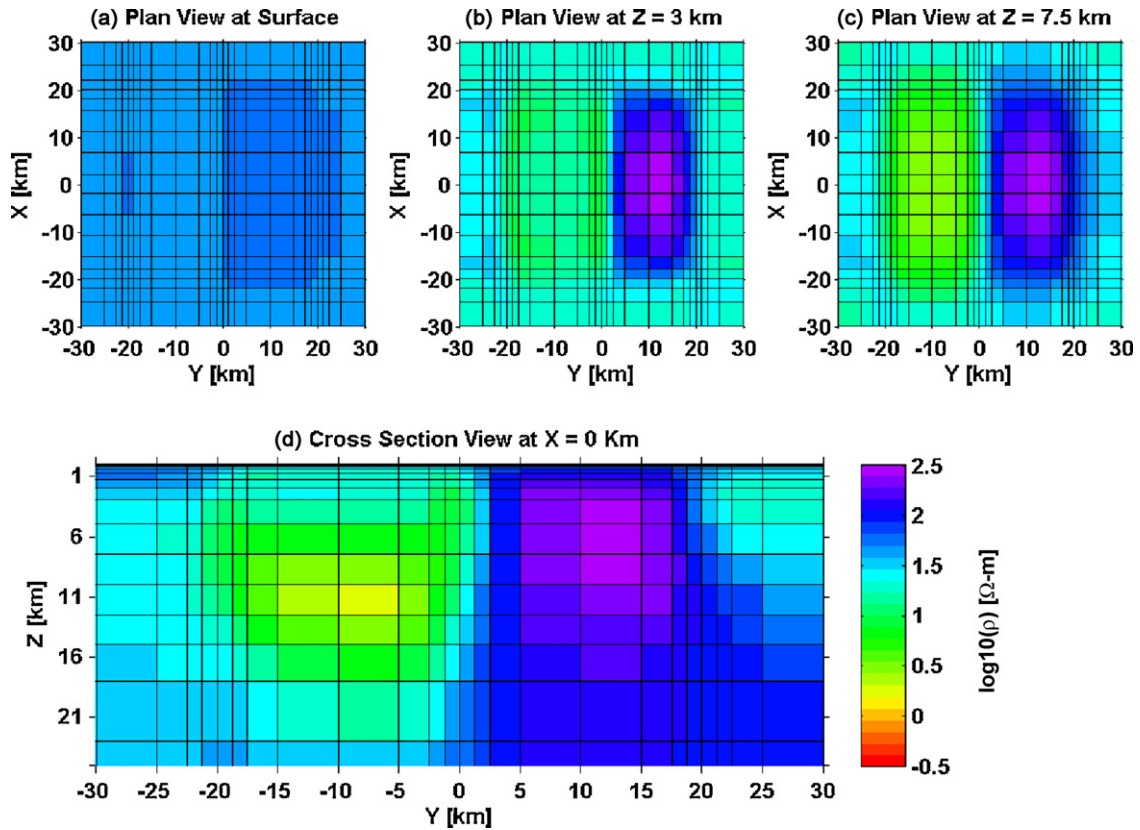 (a) Plan View at Surface
(b) Plan View at Z = 3 km
(c) Plan View at Z = 7.5 km
30
20
10
0
-10
-20
-30
X [km]
-30 -20 -10 0 10 20 30
Y [km]
30
20
10
0
-10
-20
-30
X [km]
-30 -20 -10 0 10 20 30
Y [km]
30
20
10
0
-10
-20
-30
X [km]
-30 -20 -10 0 10 20 30
Y [km]
(d) Cross Section View at X = 0 Km
1
6
11
16
21
Z [km]
-30 -25 -20 -15 -10 -5 0 5 10 15 20 25 30
Y [km]
2.5
2
1.5
1
0.5
0
-0.5
log10(ρ) [Ω-m]